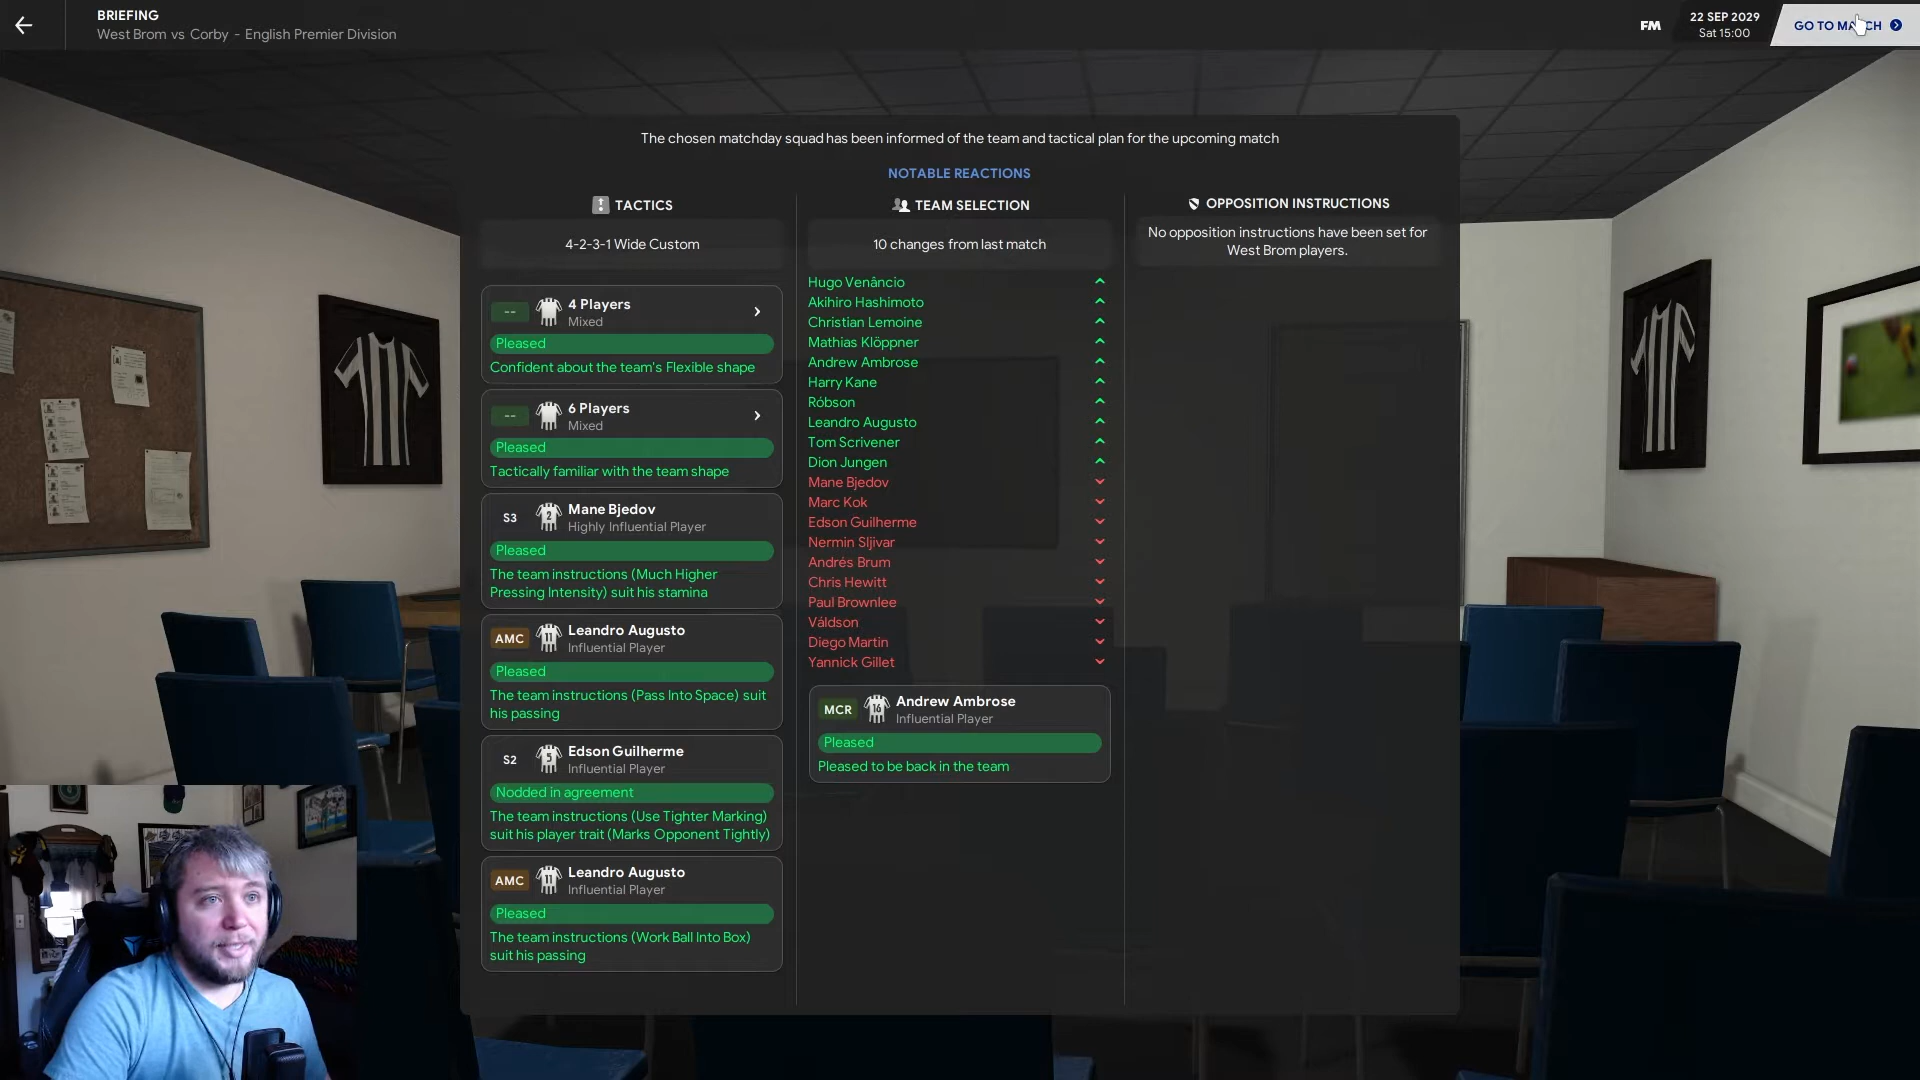 BRIEFING
West Brom vs Corby - English Premier Division
FM
22 SEP 2029
Sat 15:00
GO TO MATCH
The chosen matchday squad has been informed of the team and tactical plan for the upcoming match
NOTABLE REACTIONS
TACTICS
4-2-3-1 Wide Custom
-- 4 Players
Mixed
Pleased
Confident about the team's Flexible shape
-- 6 Players
Mixed
Pleased
Tactically familiar with the team shape
S3 2 Mane Bjedov
Highly Influential Player
Pleased
The team instructions (Much Higher
Pressing Intensity) suit his stamina
AMC 11 Leandro Augusto
Influential Player
Pleased
The team instructions (Pass Into Space) suit
his passing
S2 5 Edson Guilherme
Influential Player
Nodded in agreement
The team instructions (Use Tighter Marking)
suit his player trait (Marks Opponent Tightly)
AMC 11 Leandro Augusto
Influential Player
Pleased
The team instructions (Work Ball Into Box)
suit his passing
TEAM SELECTION
10 changes from last match
Hugo Venâncio
Akihiro Hashimoto
Christian Lemoine
Mathias Klöppner
Andrew Ambrose
Harry Kane
Róbson
Leandro Augusto
Tom Scrivener
Dion Jungen
Mane Bjedov
Marc Kok
Edson Guilherme
Nermin Sljivar
Andrés Brum
Chris Hewitt
Paul Brownlee
Váldson
Diego Martin
Yannick Gillet
MCR 16 Andrew Ambrose
Influential Player
Pleased
Pleased to be back in the team
OPPOSITION INSTRUCTIONS
No opposition instructions have been set for
West Brom players.